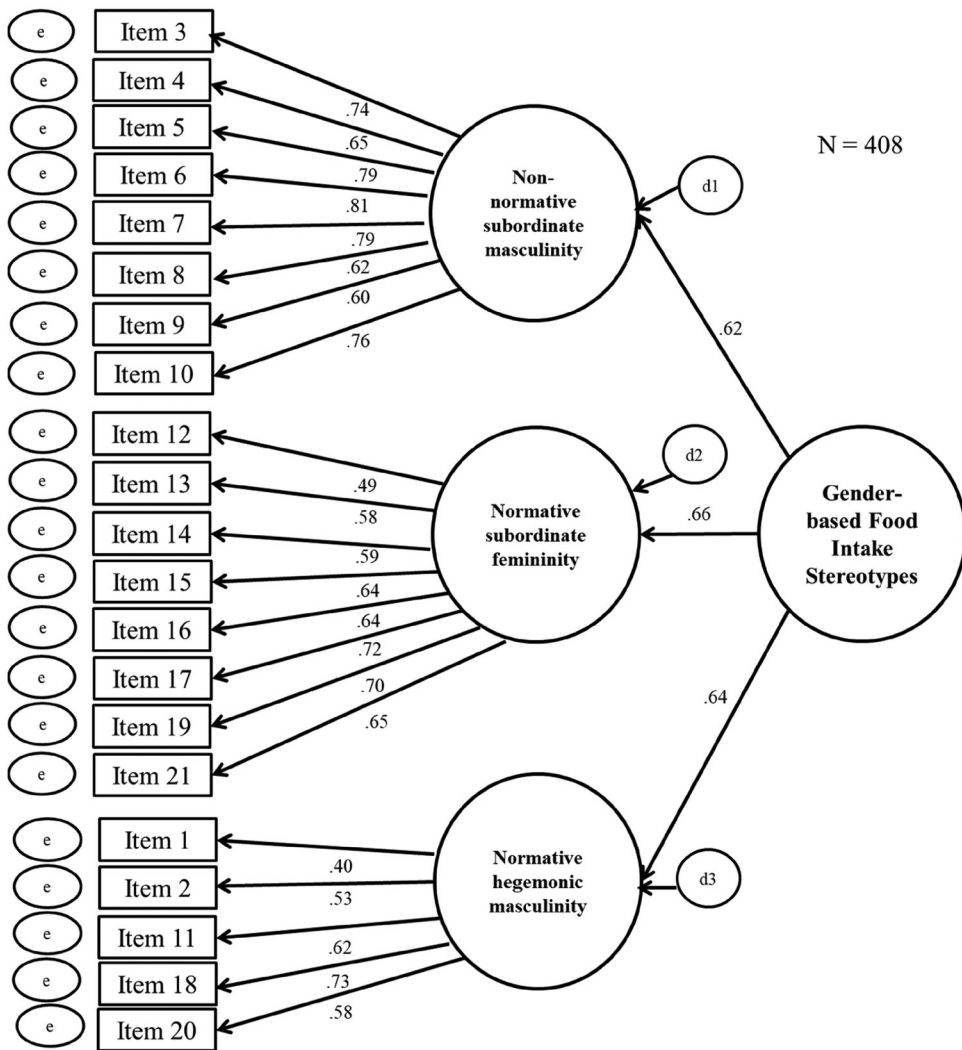 e
Item 3
e
Item 4
e
Item 5
e
Item 6
e
Item 7
e
Item 8
e
Item 9
e
Item 10
.74
.65
.79
.81
.79
.62
.60
.76
Non-
normative
subordinate
masculinity
d1
N = 408
.62
e
Item 12
e
Item 13
e
Item 14
e
Item 15
e
Item 16
e
Item 17
e
Item 19
e
Item 21
.49
.58
.59
.64
.64
.72
.70
.65
Normative
subordinate
femininity
d2
.66
Gender-
based Food
Intake
Stereotypes
.64
e
Item 1
e
Item 2
e
Item 11
e
Item 18
e
Item 20
.40
.53
.62
.73
.58
Normative
hegemonic
masculinity
d3